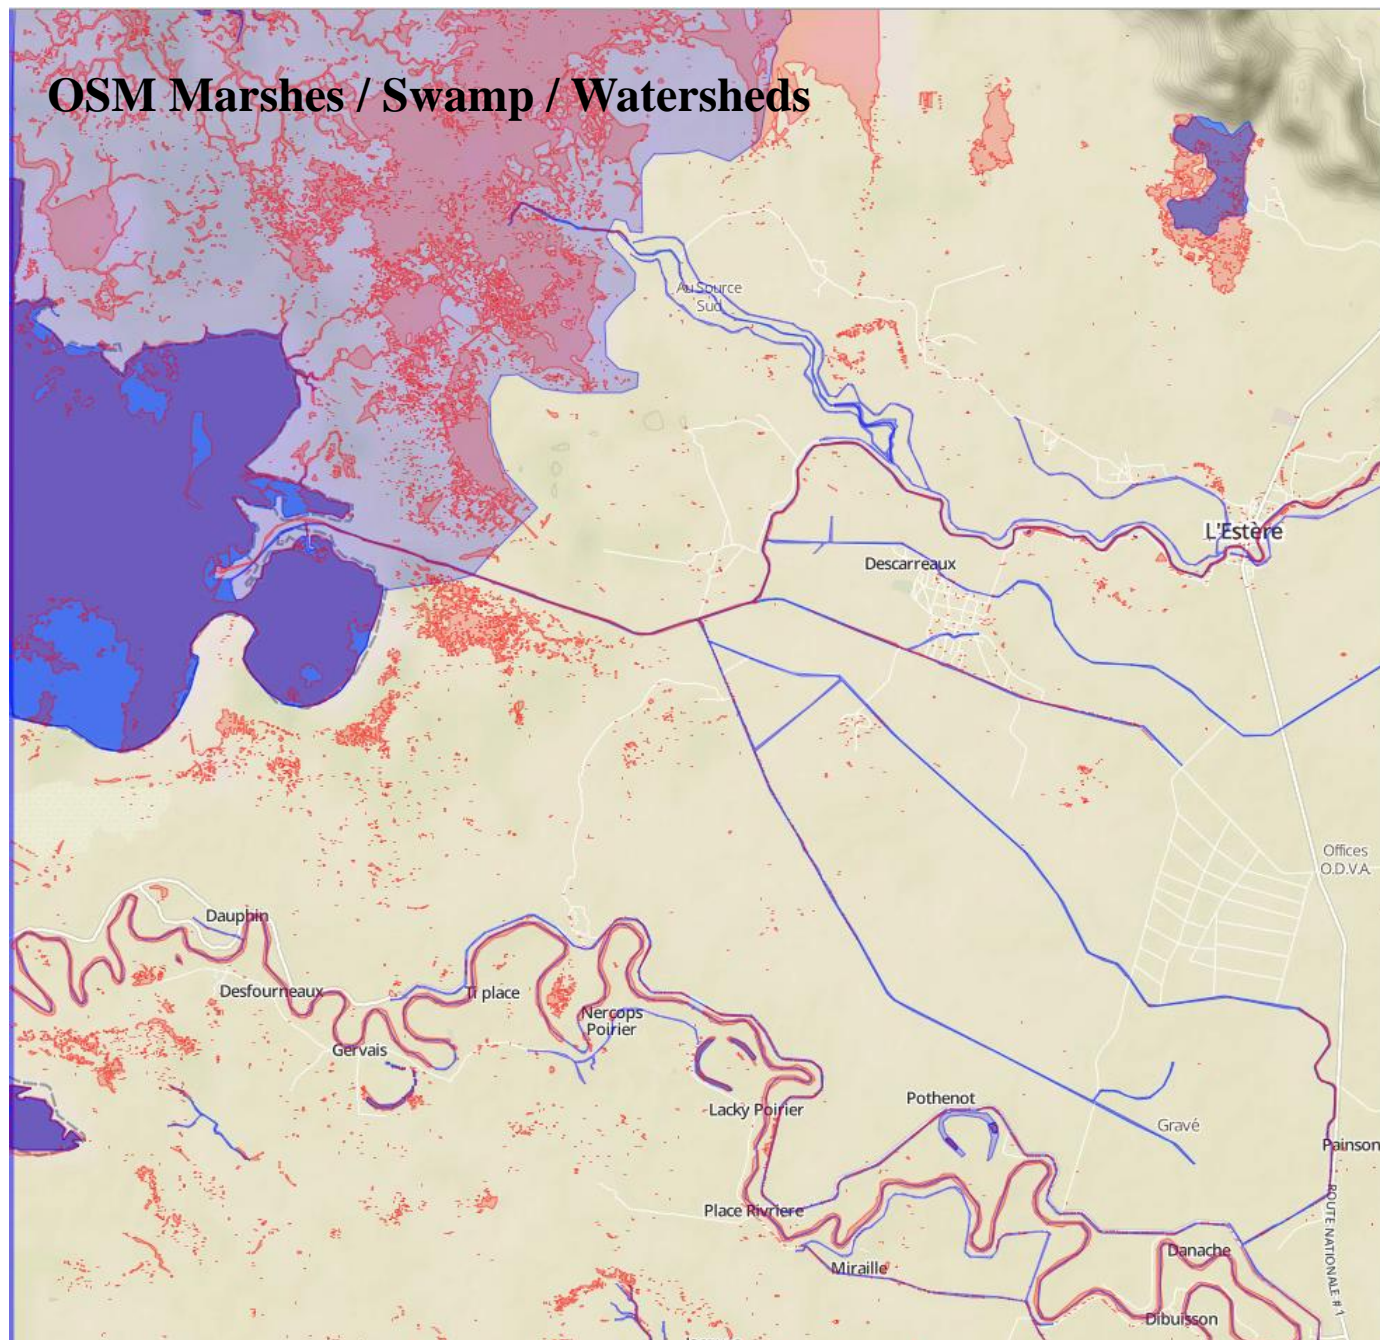 OSM Marshes / Swamp / Watersheds
Au Source
Sud
L'Estère
Descarreaux
Offices
O.D.V.A.
Dauphin
Desfourneaux
Ti place
Nercops
Poirier
Gervais
Lacky Poirier
Pothenot
Gravé
Painson
Place Rivriere
ROUTE NATIONALE # 1
Danache
Miraille
Dibuisson